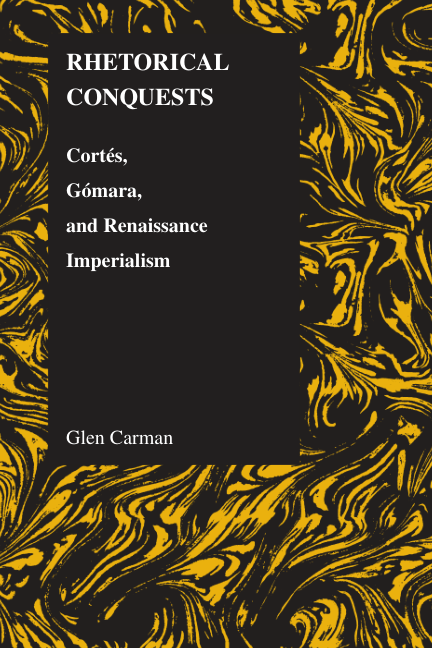 RHETORICAL
CONQUESTS
Cortés,
Gómara,
and Renaissance
Imperialism
Glen Carman